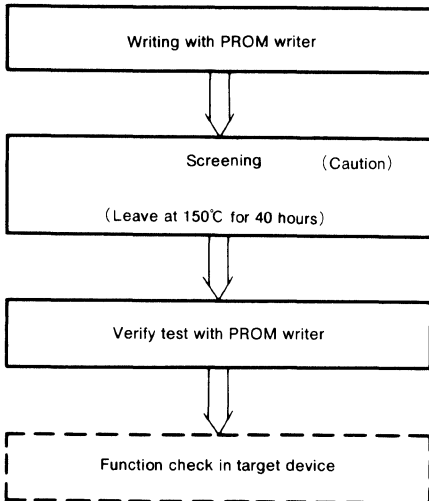 Writing with PROM writer
Screening (Caution)
(Leave at 150℃ for 40 hours)
Verify test with PROM writer
Function check in target device